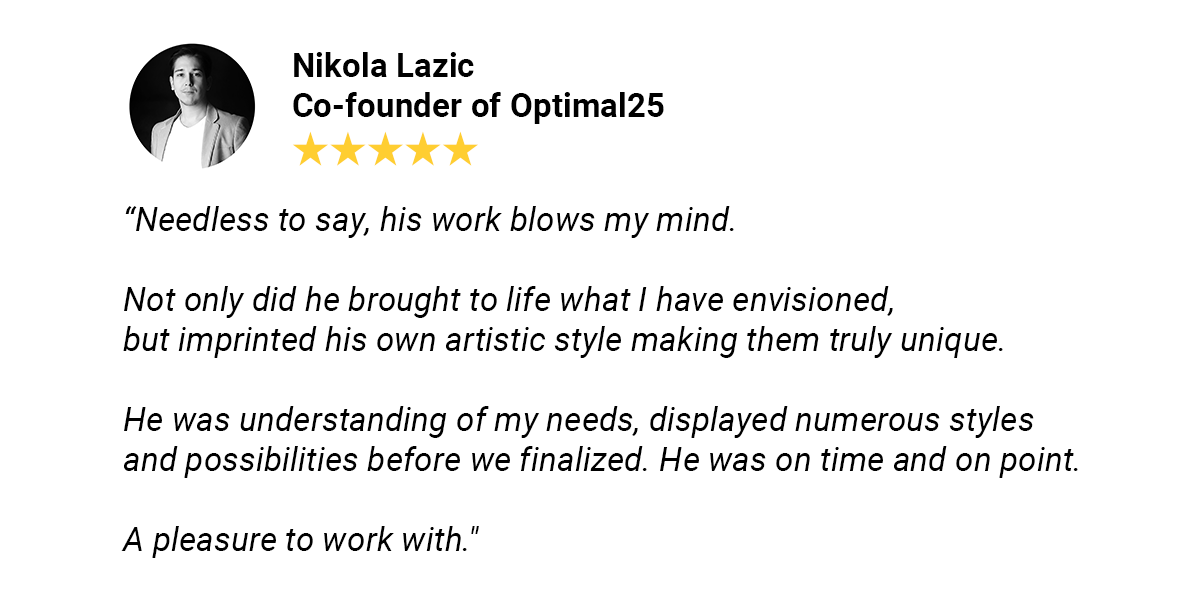 Nikola Lazic
Co-founder of Optimal25
“Needless to say, his work blows my mind.
Not only did he brought to life what I have envisioned,
but imprinted his own artistic style making them truly unique.
He was understanding of my needs, displayed numerous styles
and possibilities before we finalized. He was on time and on point.
A pleasure to work with."